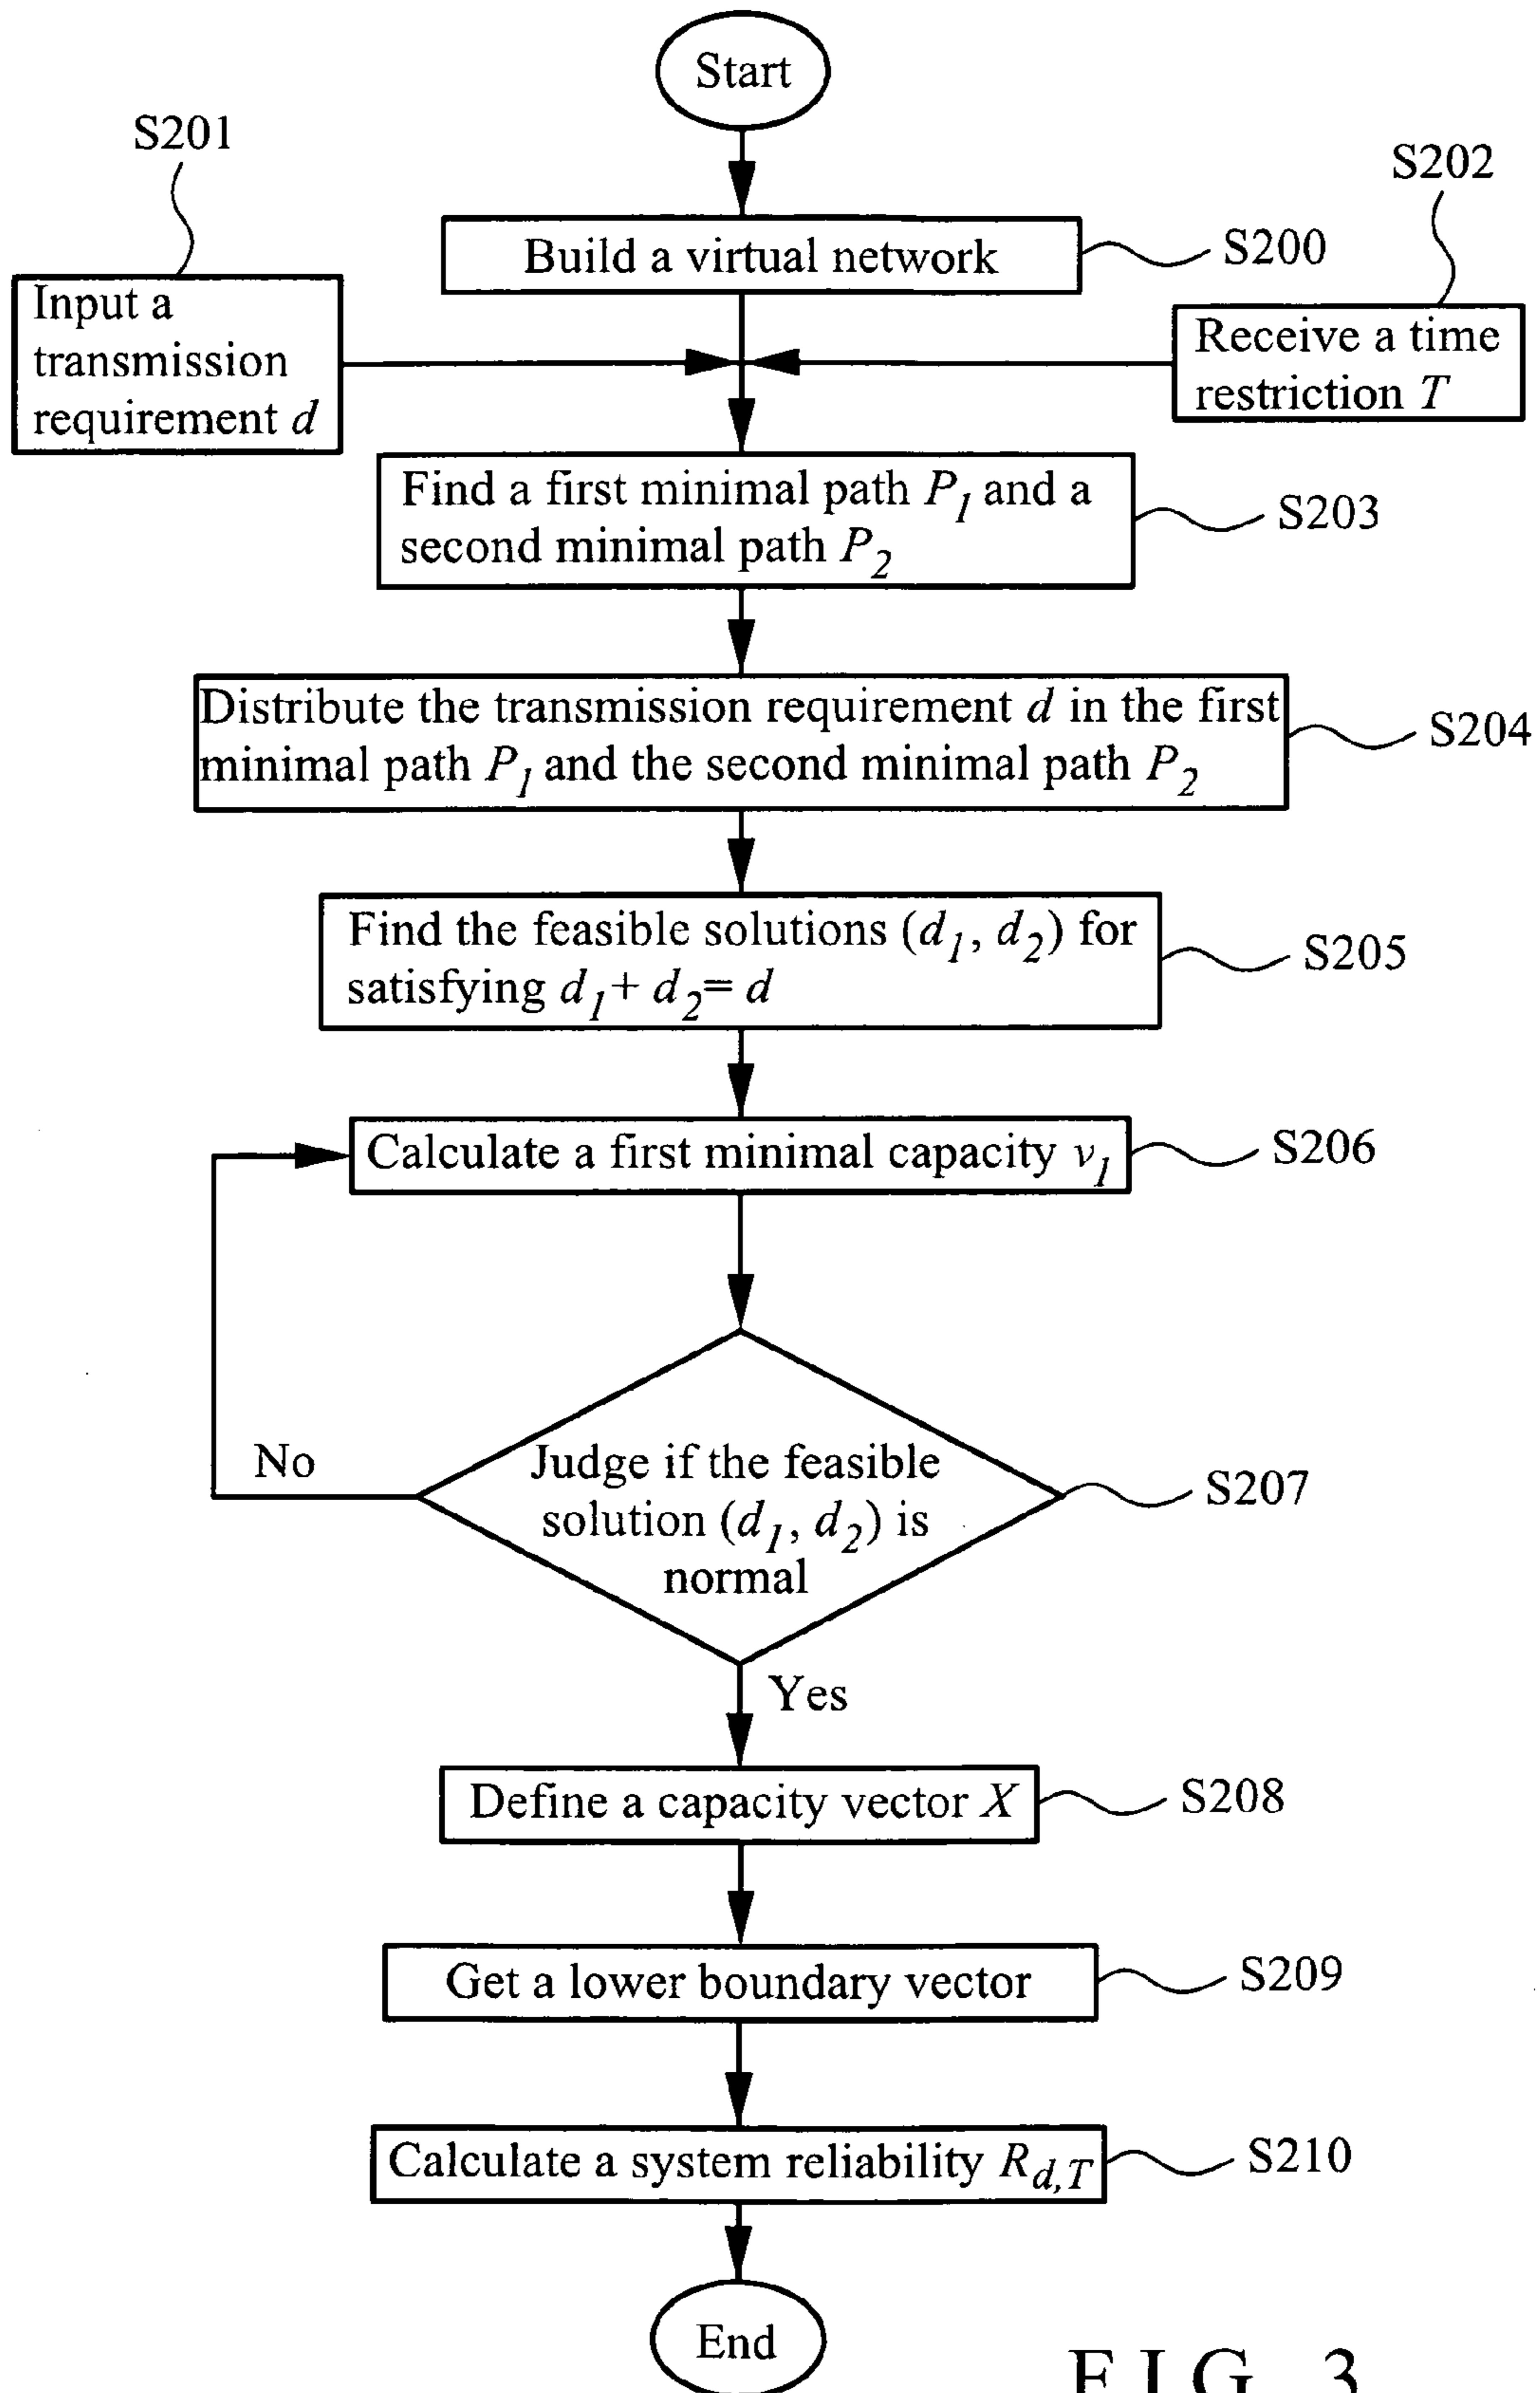 Start
S201
S202
Build a virtual network
S200
Input a
transmission
requirement d
Receive a time
restriction T
Find a first minimal path P1 and a
second minimal path P2
S203
Distribute the transmission requirement d in the first
minimal path P1 and the second minimal path P2
S204
Find the feasible solutions (d1, d2) for
satisfying d1+ d2= d
S205
Calculate a first minimal capacity v1
S206
No
Judge if the feasible
solution (d1, d2) is
normal
S207
Yes
Define a capacity vector X
S208
Get a lower boundary vector
S209
Calculate a system reliability Rd,T
S210
End
FIG. 3